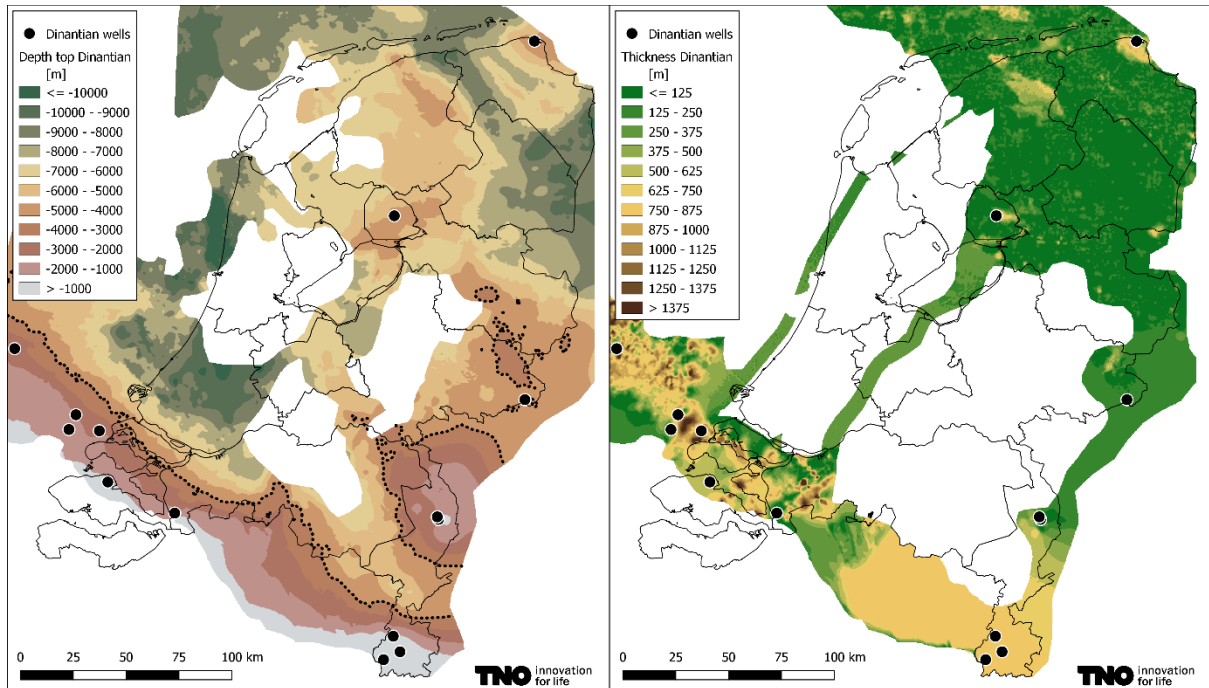 Dinantian wells
Depth top Dinantian
[m]
<= -10000
-10000 - -9000
-9000 - -8000
-8000 - -7000
-7000 - -6000
-6000 - -5000
-5000 - -4000
-4000 - -3000
-3000 - -2000
-2000 - -1000
> -1000
0 25 50 75 100 km
TNO innovation
for life
Dinantian wells
Thickness Dinantian
[m]
<= 125
125 - 250
250 - 375
375 - 500
500 - 625
625 - 750
750 - 875
875 - 1000
1000 - 1125
1125 - 1250
1250 - 1375
> 1375
0 25 50 75 100 km
TNO innovation
for life